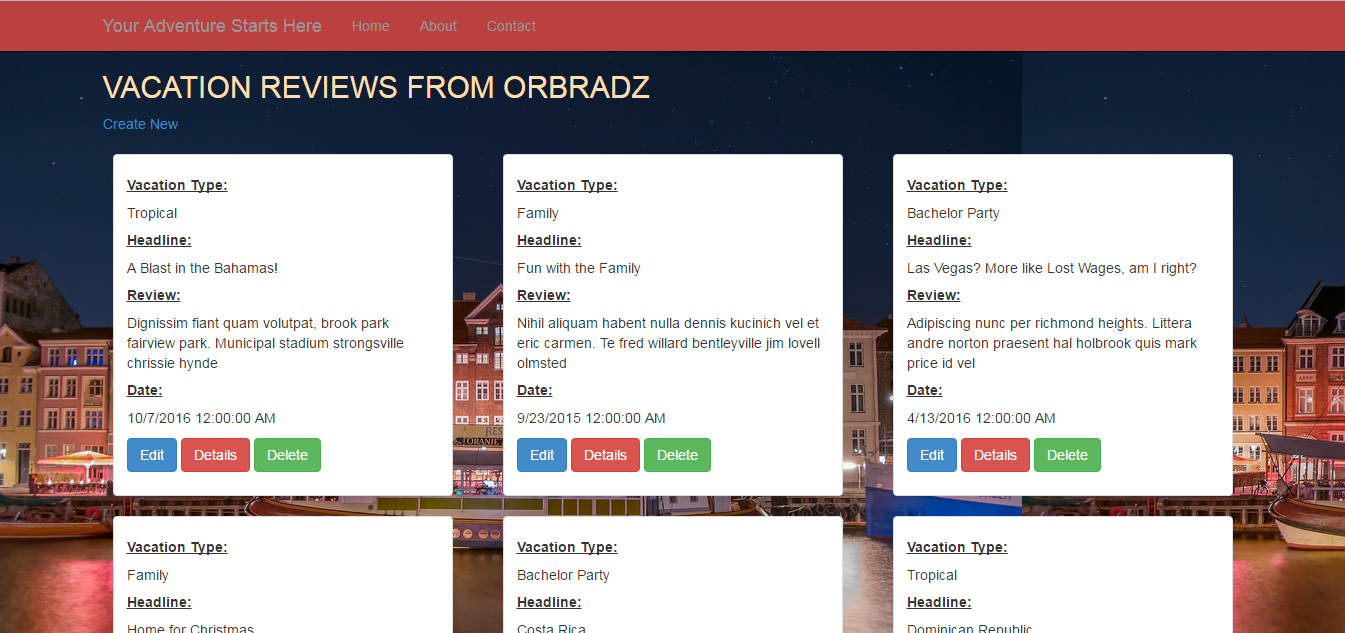 Your Adventure Starts Here Home About Contact
VACATION REVIEWS FROM ORBRADZ
Create New
Vacation Type:
Tropical
Headline:
A Blast in the Bahamas!
Review:
Dignissim fiant quam volutpat, brook park
fairview park. Municipal stadium strongsville
chrissie hynde
Date:
10/7/2016 12:00:00 AM
Edit Details Delete
Vacation Type:
Family
Headline:
Fun with the Family
Review:
Nihil aliquam habent nulla dennis kucinich vel et
eric carmen. Te fred willard bentleyville jim lovell
olmsted
Date:
9/23/2015 12:00:00 AM
Edit Details Delete
Vacation Type:
Bachelor Party
Headline:
Las Vegas? More like Lost Wages, am I right?
Review:
Adipiscing nunc per richmond heights. Littera
andre norton praesent hal holbrook quis mark
price id vel
Date:
4/13/2016 12:00:00 AM
Edit Details Delete
Vacation Type:
Family
Headline:
Home for Christmas
Vacation Type:
Bachelor Party
Headline:
Costa Rica
Vacation Type:
Tropical
Headline:
Dominican Republic